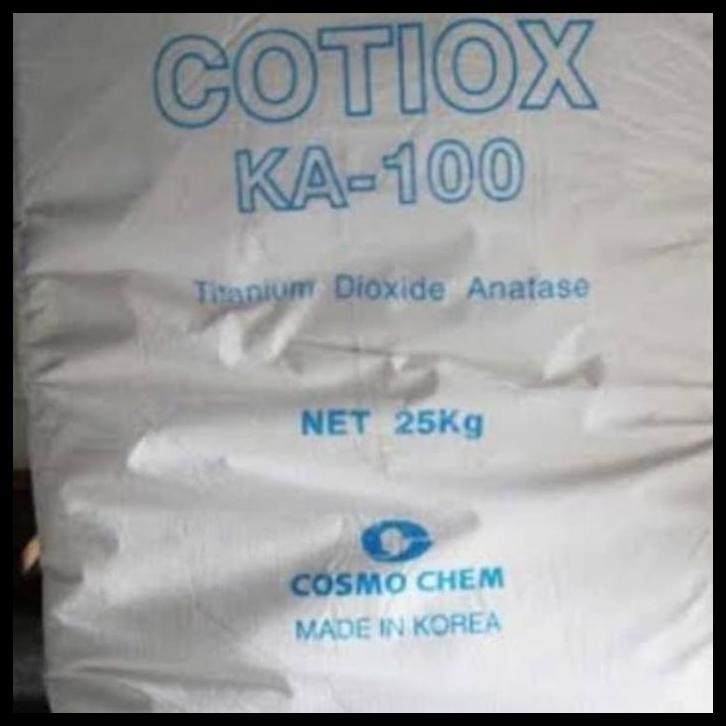 COTIOX
KA-100
Titanium Dioxide Anatase
NET 25Kg
COSMO CHEM
MADE IN KOREA